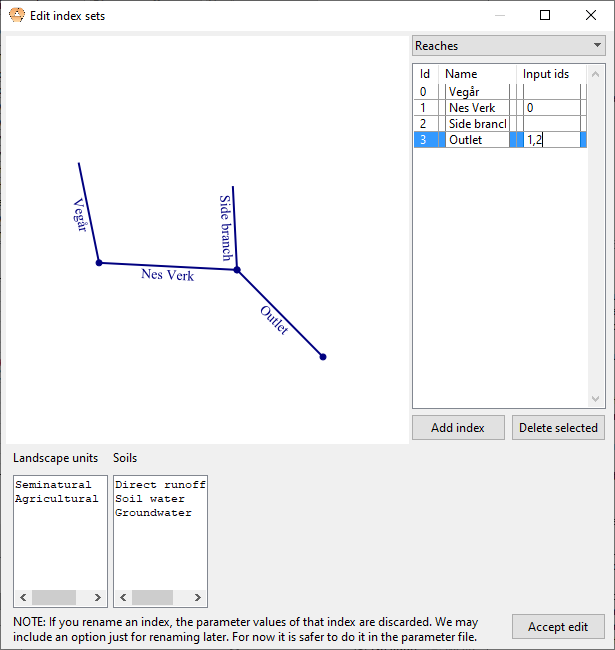 Edit index sets
Reaches
Id Name Input ids
0 Vegår
1 Nes Verk 0
2 Side brancl
3 Outlet 1,2
Vegår
Side branch
Nes Verk
Outlet
Add index Delete selected
Landscape units Soils
Seminatural Direct runoff
Agricultural Soil water
Groundwater
NOTE: If you rename an index, the parameter values of that index are discarded. We may
include an option just for renaming later. For now it is safer to do it in the parameter file.
Accept edit